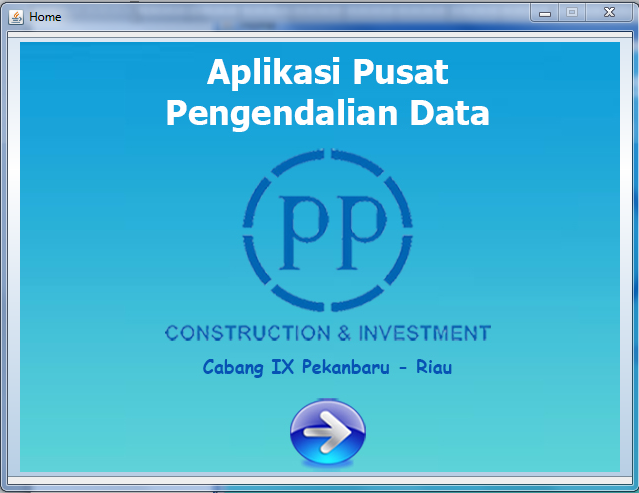 Home
Aplikasi Pusat
Pengendalian Data
PP
CONSTRUCTION & INVESTMENT
Cabang IX Pekanbaru - Riau